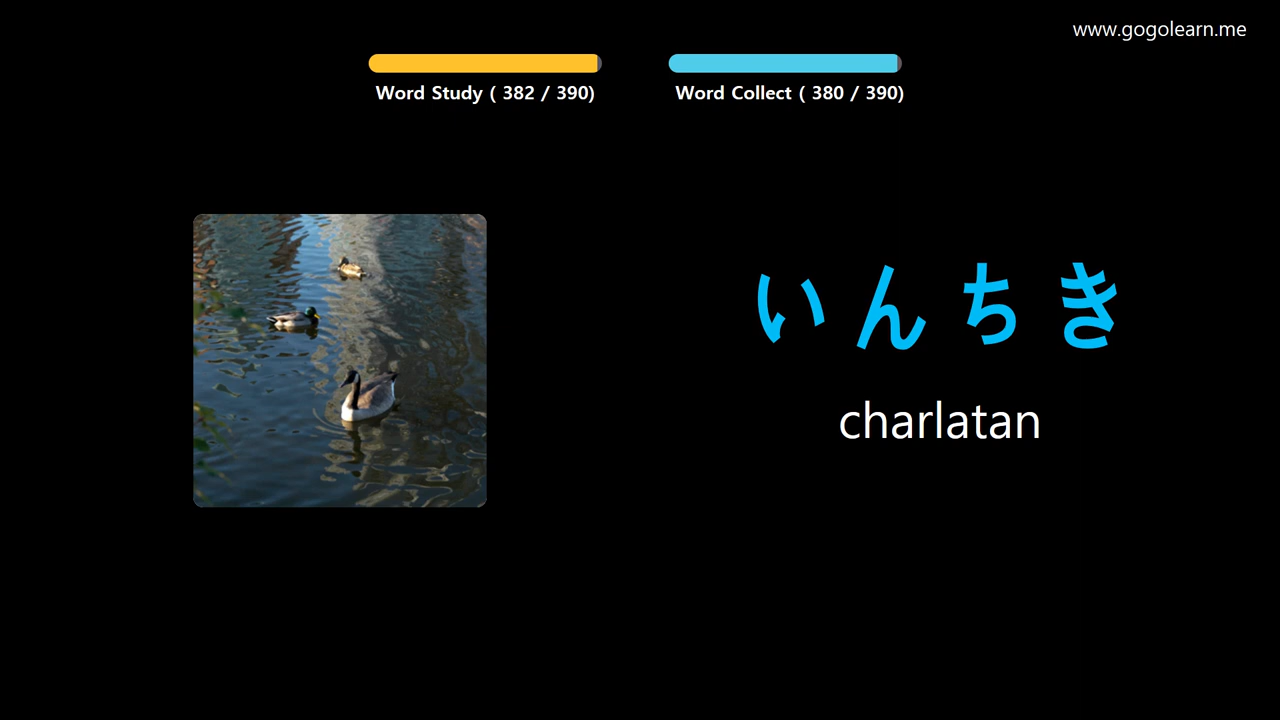 www.gogolearn.me
Word Study ( 382 / 390)
Word Collect ( 380 / 390)
いんちき
charlatan